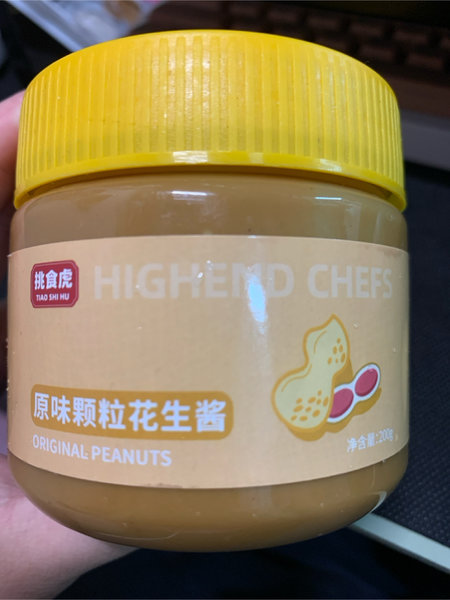 挑食虎
TIAO SHI HU
HIGHEMD CHEFS
原味颗粒花生酱
ORIGINAL PEANUTS
净含量:200g